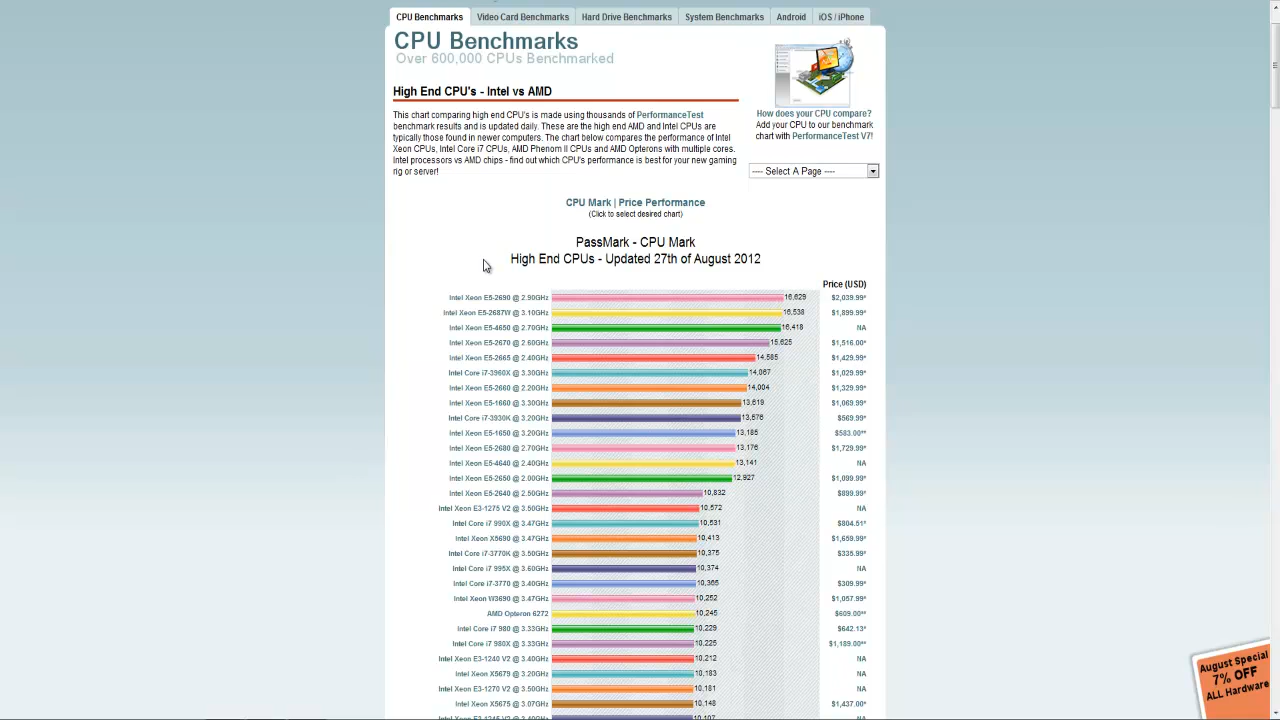 CPU Benchmarks Video Card Benchmarks Hard Drive Benchmarks System Benchmarks Android iOS / iPhone
CPU Benchmarks
Over 600,000 CPUs Benchmarked
High End CPU's - Intel vs AMD
This chart comparing high end CPU's is made using thousands of PerformanceTest
benchmark results and is updated daily. These are the high end AMD and Intel CPUs are
typically those found in newer computers. The chart below compares the performance of Intel
Xeon CPUs, Intel Core i7 CPUs, AMD Phenom II CPUs and AMD Opterons with multiple cores.
Intel processors vs AMD chips - find out which CPU's performance is best for your new gaming
rig or server!
How does your CPU compare?
Add your CPU to our benchmark
chart with PerformanceTest V7!
---- Select A Page ----
CPU Mark | Price Performance
(Click to select desired chart)
PassMark - CPU Mark
High End CPUs - Updated 27th of August 2012
Price (USD)
Intel Xeon E5-2690 @ 2.90GHz 16,629 $2,039.99*
Intel Xeon E5-2687W @ 3.10GHz 16,538 $1,899.99*
Intel Xeon E5-4650 @ 2.70GHz 16,418 NA
Intel Xeon E5-2670 @ 2.60GHz 15,625 $1,516.00*
Intel Xeon E5-2665 @ 2.40GHz 14,585 $1,429.99*
Intel Core i7-3960X @ 3.30GHz 14,067 $1,029.99*
Intel Xeon E5-2660 @ 2.20GHz 14,004 $1,329.99*
Intel Xeon E5-1660 @ 3.30GHz 13,619 $1,069.99*
Intel Core i7-3930K @ 3.20GHz 13,576 $569.99*
Intel Xeon E5-1650 @ 3.20GHz 13,185 $583.00**
Intel Xeon E5-2680 @ 2.70GHz 13,176 $1,729.99*
Intel Xeon E5-4640 @ 2.40GHz 13,141 NA
Intel Xeon E5-2650 @ 2.00GHz 12,927 $1,099.99*
Intel Xeon E5-2640 @ 2.50GHz 10,832 $899.99*
Intel Xeon E3-1275 V2 @ 3.50GHz 10,572 NA
Intel Core i7 990X @ 3.47GHz 10,531 $804.51*
Intel Xeon X5690 @ 3.47GHz 10,413 $1,659.99*
Intel Core i7-3770K @ 3.50GHz 10,375 $335.99*
Intel Core i7 995X @ 3.60GHz 10,374 NA
Intel Core i7-3770 @ 3.40GHz 10,365 $309.99*
Intel Xeon W3690 @ 3.47GHz 10,252 $1,057.99*
AMD Opteron 6272 10,245 $609.00**
Intel Core i7 980 @ 3.33GHz 10,229 $642.13*
Intel Core i7 980X @ 3.33GHz 10,225 $1,189.00**
Intel Xeon E3-1240 V2 @ 3.40GHz 10,212 NA
Intel Xeon X5679 @ 3.20GHz 10,183 NA
Intel Xeon E3-1270 V2 @ 3.50GHz 10,181 NA
Intel Xeon X5675 @ 3.07GHz 10,148 $1,437.00*
Intel Xeon E3-1245 V2 @ 3.40GHz 10,107 NA
August Special
7% OFF
ALL Hardware